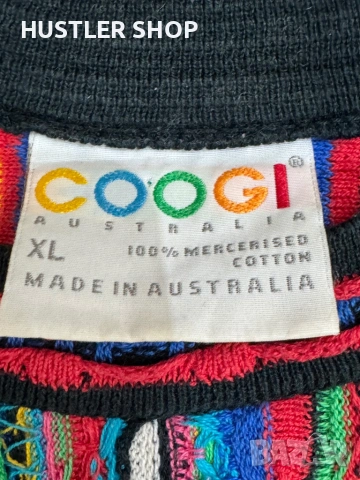 HUSTLER SHOP
COOGI®
AUSTRALIA
XL 100% MERCERISED
COTTON
MADE IN AUSTRALIA